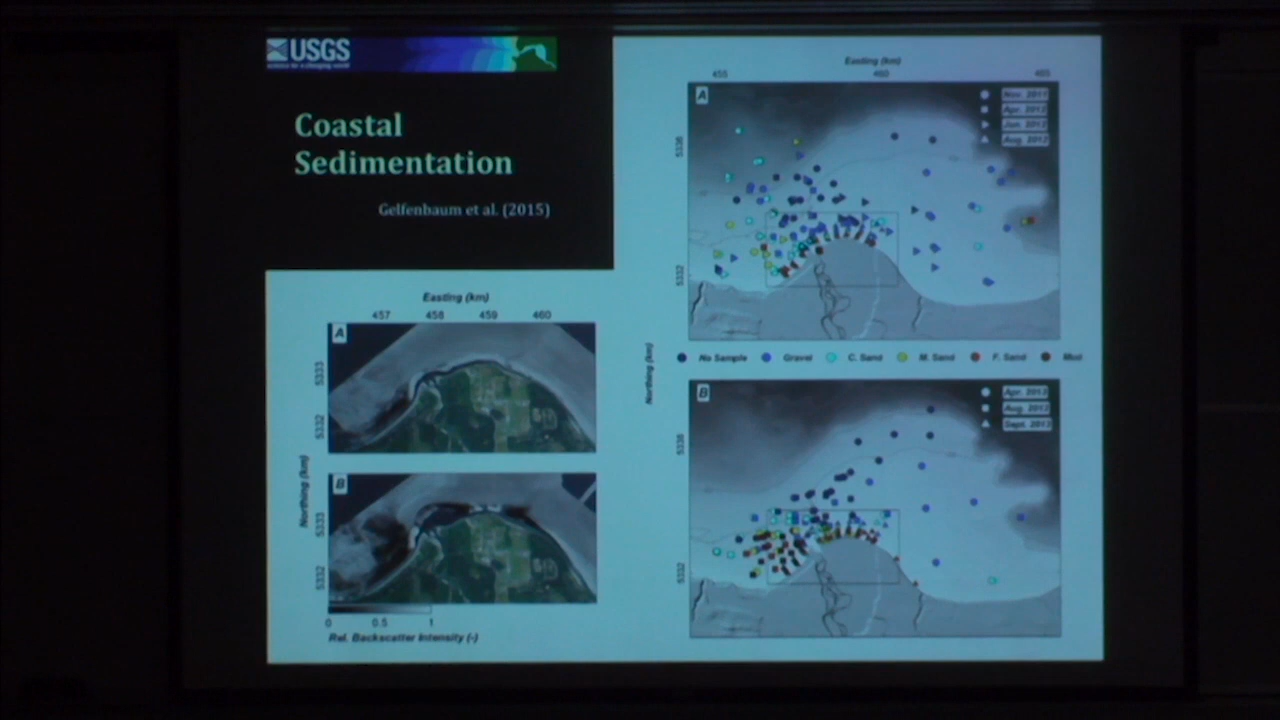 USGS
science for a changing world
Coastal
Sedimentation
Gelfenbaum et al. (2015)
Easting (km)
455 460 465
A
Nov. 2011
Apr. 2012
Jun. 2012
Aug. 2012
5336
5332
No Sample Gravel C. Sand M. Sand F. Sand Mud
Northing (km)
B
Apr. 2013
Aug. 2013
Sept. 2013
5336
5332
Easting (km)
457 458 459 460
A
5333
5332
B
5333
5332
Northing (km)
0 0.5 1
Rel. Backscatter Intensity (-)